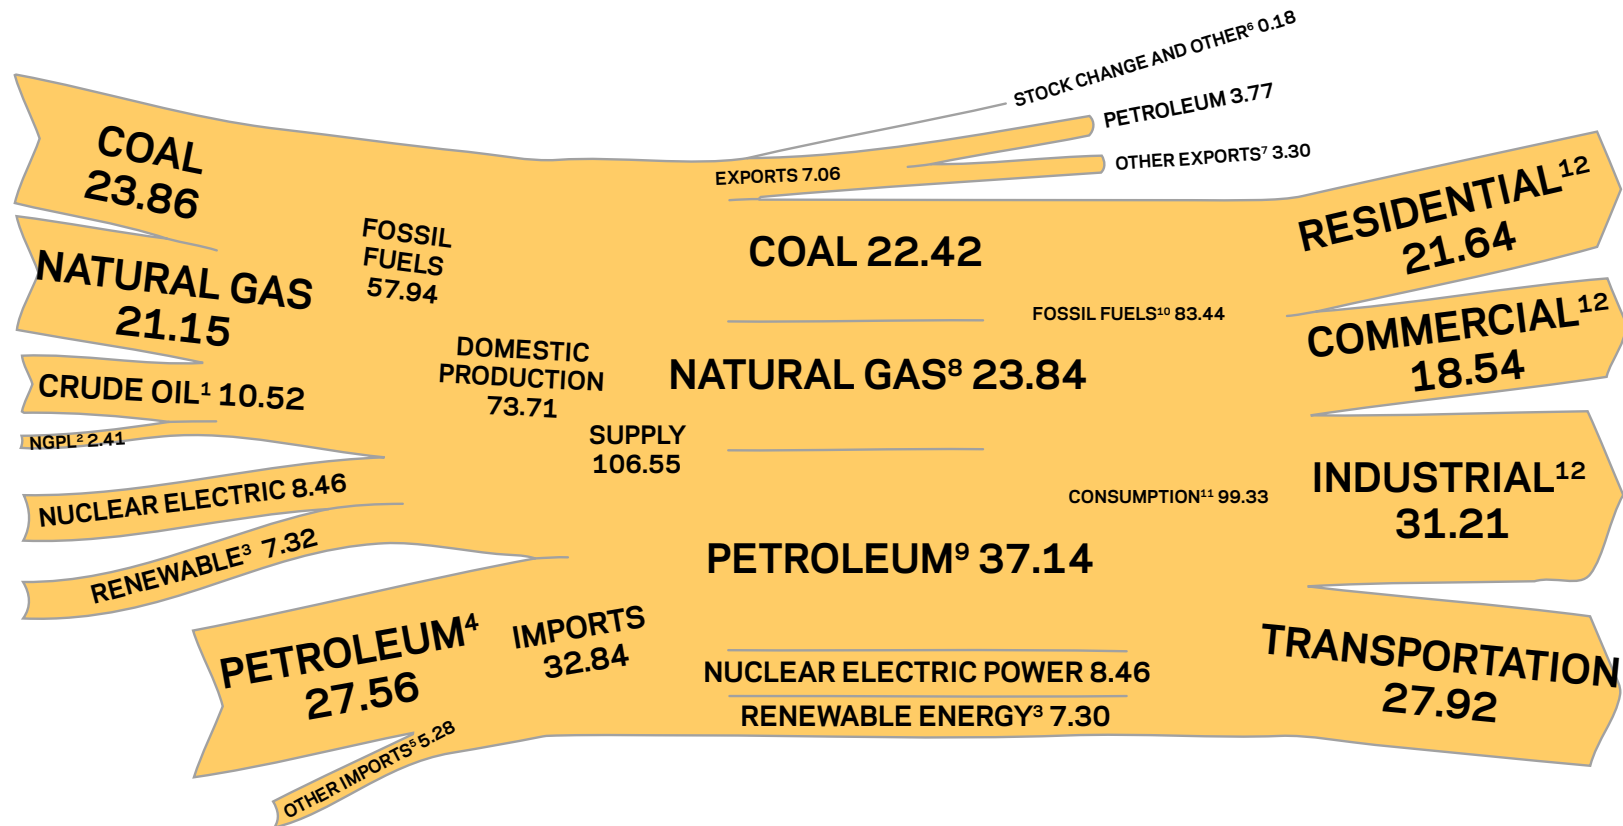 STOCK CHANGE AND OTHER⁶ 0.18
PETROLEUM 3.77
OTHER EXPORTS⁷ 3.30
EXPORTS 7.06
COAL
23.86
NATURAL GAS
21.15
CRUDE OIL¹ 10.52
NGPL² 2.41
NUCLEAR ELECTRIC 8.46
RENEWABLE³ 7.32
PETROLEUM⁴
27.56
OTHER IMPORTS⁵ 5.28
FOSSIL
FUELS
57.94
DOMESTIC
PRODUCTION
73.71
SUPPLY
106.55
IMPORTS
32.84
COAL 22.42
FOSSIL FUELS¹⁰ 83.44
NATURAL GAS⁸ 23.84
CONSUMPTION¹¹ 99.33
PETROLEUM⁹ 37.14
NUCLEAR ELECTRIC POWER 8.46
RENEWABLE ENERGY³ 7.30
RESIDENTIAL¹²
21.64
COMMERCIAL¹²
18.54
INDUSTRIAL¹²
31.21
TRANSPORTATION
27.92